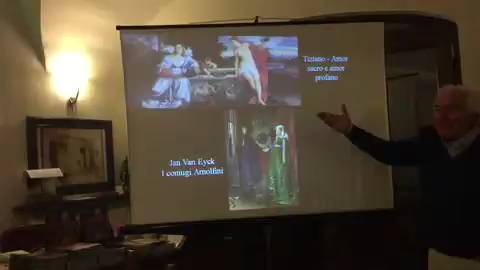 Tiziano - Amor
sacro e amor
profano
Jan Van Eyck
I coniugi Arnolfini